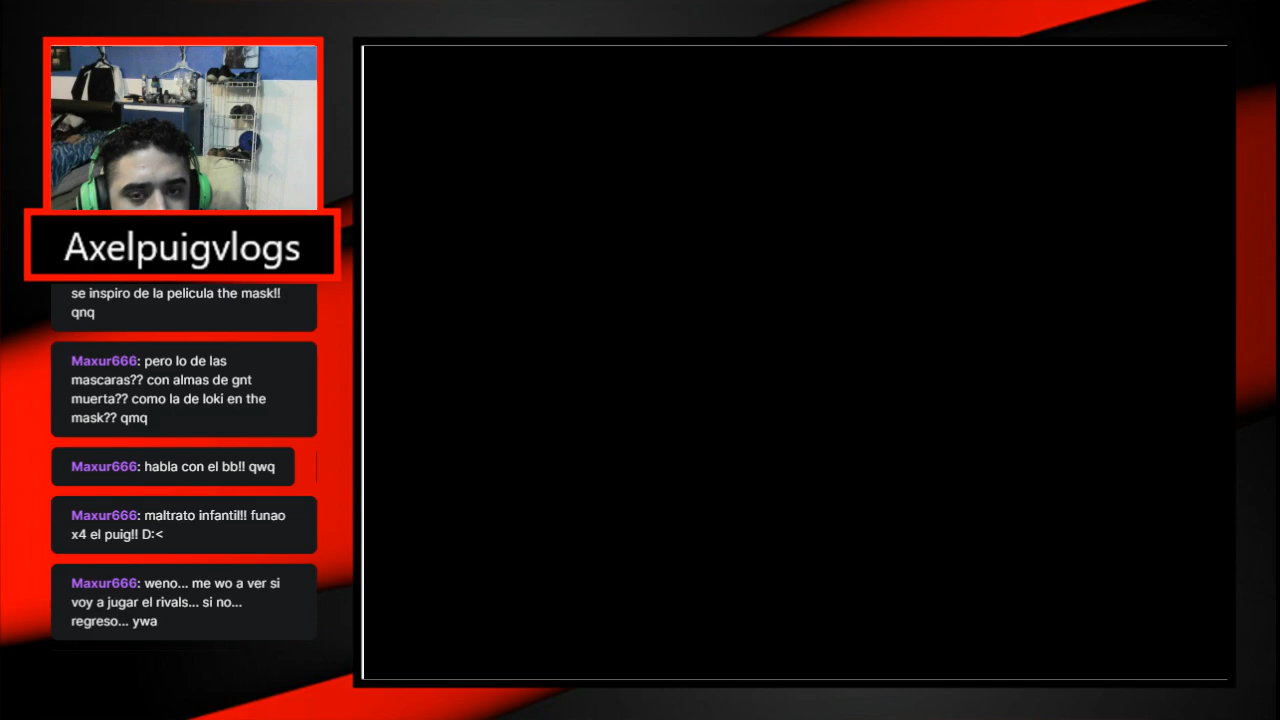 Axelpuigvlogs
se inspiro de la pelicula the mask!!
qnq
Maxur666: pero lo de las
mascaras?? con almas de gnt
muerta?? como la de loki en the
mask?? qmq
Maxur666: habla con el bb!! qwq
Maxur666: maltrato infantil!! funao
x4 el puig!! D:<
Maxur666: weno... me wo a ver si
voy a jugar el rivals... si no...
regreso... ywa